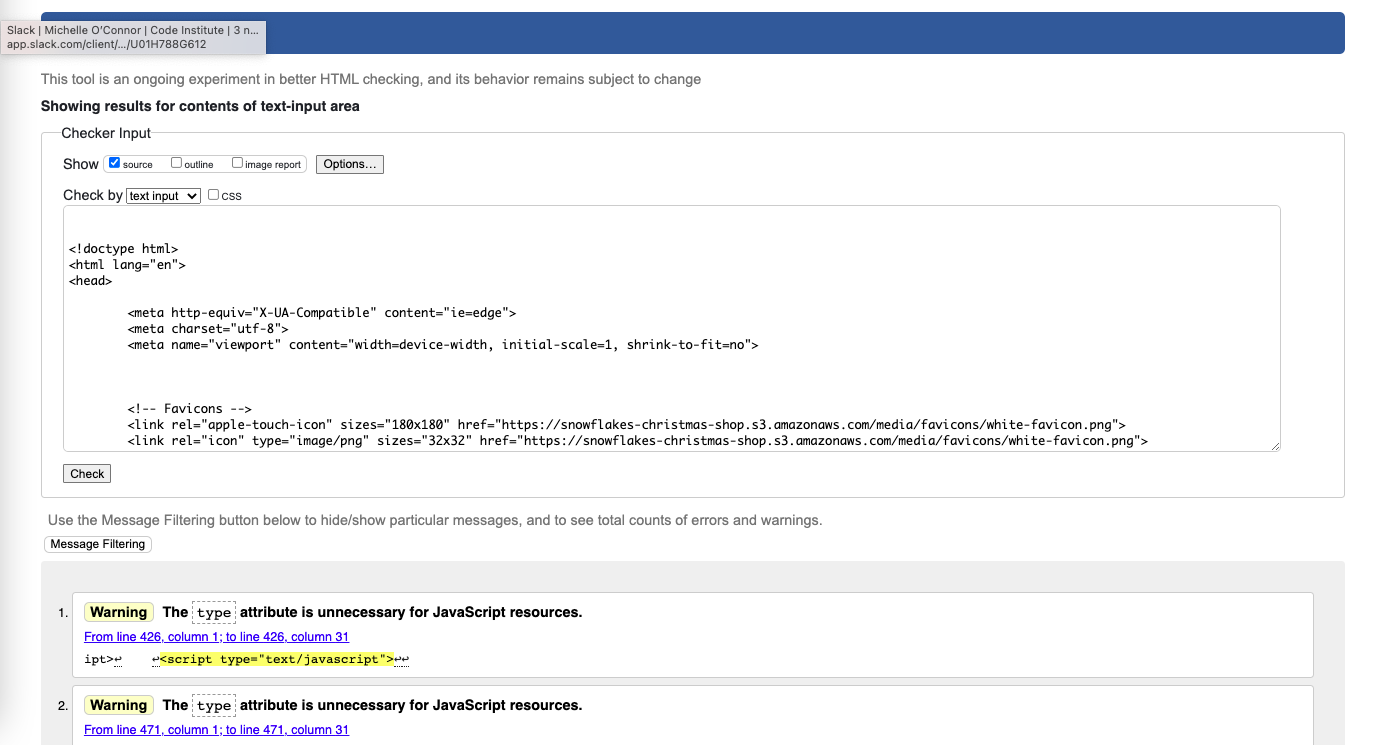 Slack | Michelle O'Connor | Code Institute | 3 n...
app.slack.com/client/.../U01H788G612
This tool is an ongoing experiment in better HTML checking, and its behavior remains subject to change
Showing results for contents of text-input area
Checker Input
Show source outline image report Options...
Check by text input CSS
<!doctype html>
<html lang="en">
<head>
<meta http-equiv="X-UA-Compatible" content="ie=edge">
<meta charset="utf-8">
<meta name="viewport" content="width=device-width, initial-scale=1, shrink-to-fit=no">
<!-- Favicons -->
<link rel="apple-touch-icon" sizes="180x180" href="https://snowflakes-christmas-shop.s3.amazonaws.com/media/favicons/white-favicon.png">
<link rel="icon" type="image/png" sizes="32x32" href="https://snowflakes-christmas-shop.s3.amazonaws.com/media/favicons/white-favicon.png">
Check
Use the Message Filtering button below to hide/show particular messages, and to see total counts of errors and warnings.
Message Filtering
1. Warning The type attribute is unnecessary for JavaScript resources.
From line 426, column 1; to line 426, column 31
ipt>↩ ↩<script type="text/javascript">↩↩
2. Warning The type attribute is unnecessary for JavaScript resources.
From line 471, column 1; to line 471, column 31